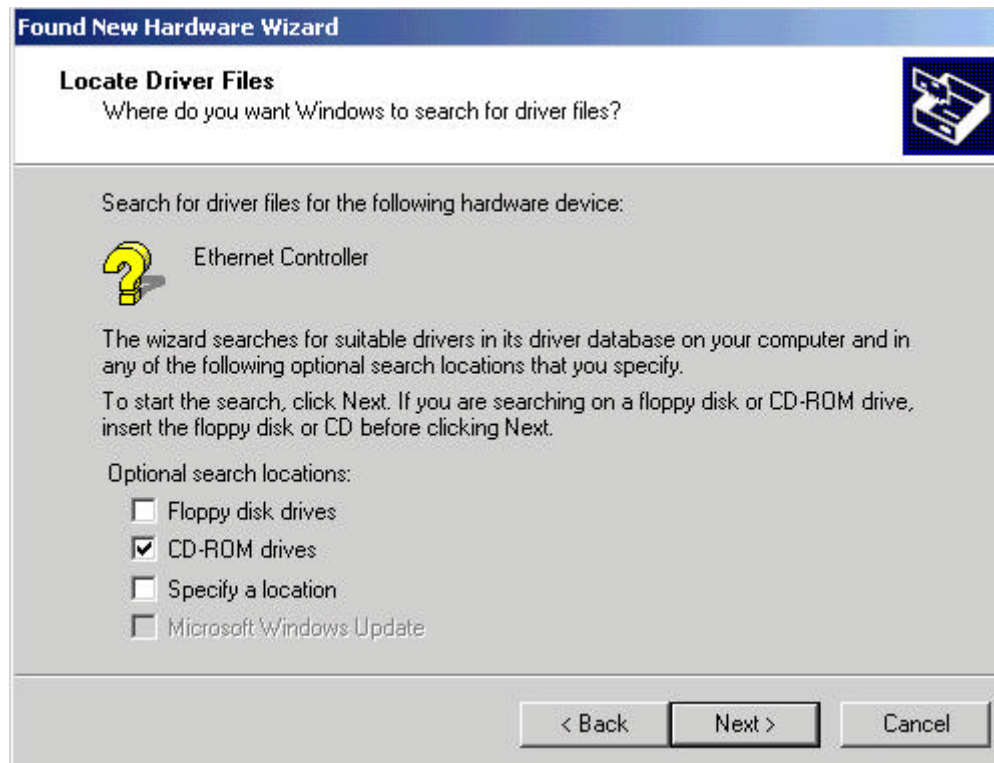 Found New Hardware Wizard
Locate Driver Files
Where do you want Windows to search for driver files?
Search for driver files for the following hardware device:
Ethernet Controller
The wizard searches for suitable drivers in its driver database on your computer and in
any of the following optional search locations that you specify.
To start the search, click Next. If you are searching on a floppy disk or CD-ROM drive,
insert the floppy disk or CD before clicking Next.
Optional search locations:
Floppy disk drives
CD-ROM drives
Specify a location
Microsoft Windows Update
< Back Next > Cancel